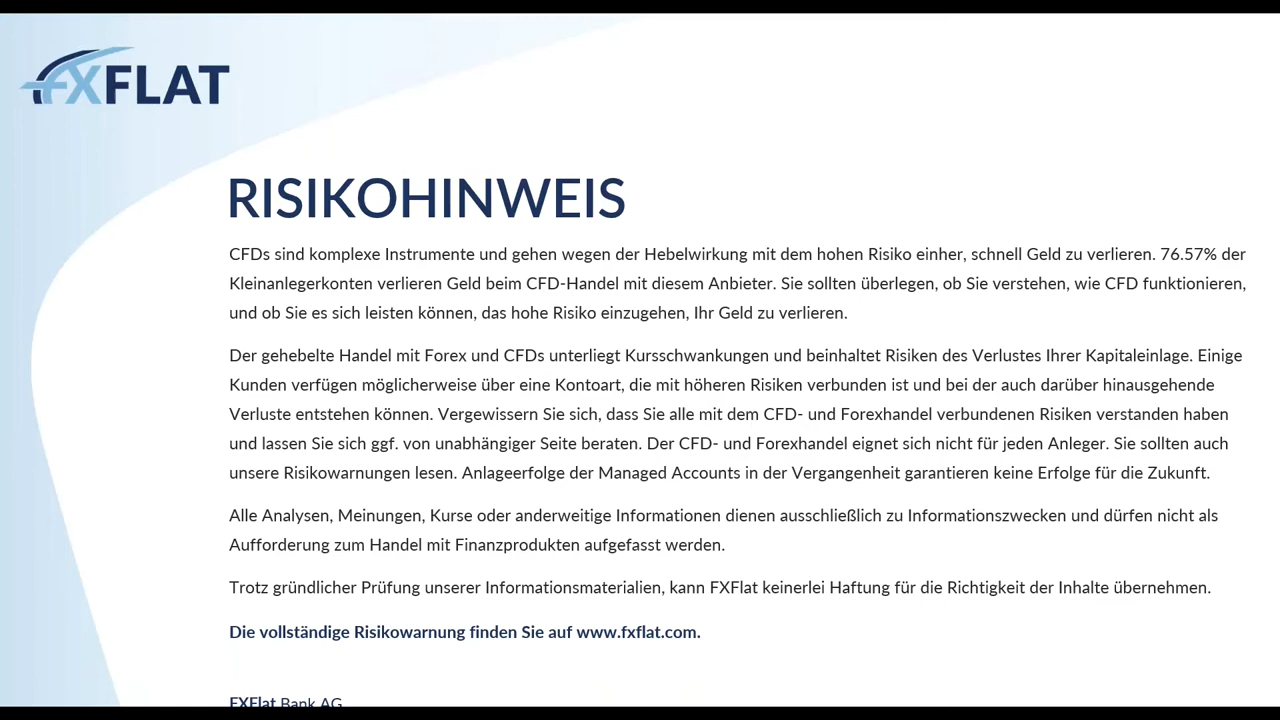 FXFLAT
RISIKOHINWEIS
CFDs sind komplexe Instrumente und gehen wegen der Hebelwirkung mit dem hohen Risiko einher, schnell Geld zu verlieren. 76.57% der
Kleinanlegerkonten verlieren Geld beim CFD-Handel mit diesem Anbieter. Sie sollten überlegen, ob Sie verstehen, wie CFD funktionieren,
und ob Sie es sich leisten können, das hohe Risiko einzugehen, Ihr Geld zu verlieren.
Der gehebelte Handel mit Forex und CFDs unterliegt Kursschwankungen und beinhaltet Risiken des Verlustes Ihrer Kapitaleinlage. Einige
Kunden verfügen möglicherweise über eine Kontoart, die mit höheren Risiken verbunden ist und bei der auch darüber hinausgehende
Verluste entstehen können. Vergewissern Sie sich, dass Sie alle mit dem CFD- und Forexhandel verbundenen Risiken verstanden haben
und lassen Sie sich ggf. von unabhängiger Seite beraten. Der CFD- und Forexhandel eignet sich nicht für jeden Anleger. Sie sollten auch
unsere Risikowarnungen lesen. Anlageerfolge der Managed Accounts in der Vergangenheit garantieren keine Erfolge für die Zukunft.
Alle Analysen, Meinungen, Kurse oder anderweitige Informationen dienen ausschließlich zu Informationszwecken und dürfen nicht als
Aufforderung zum Handel mit Finanzprodukten aufgefasst werden.
Trotz gründlicher Prüfung unserer Informationsmaterialien, kann FXFlat keinerlei Haftung für die Richtigkeit der Inhalte übernehmen.
Die vollständige Risikowarnung finden Sie auf www.fxflat.com.
FXFlat Bank AG